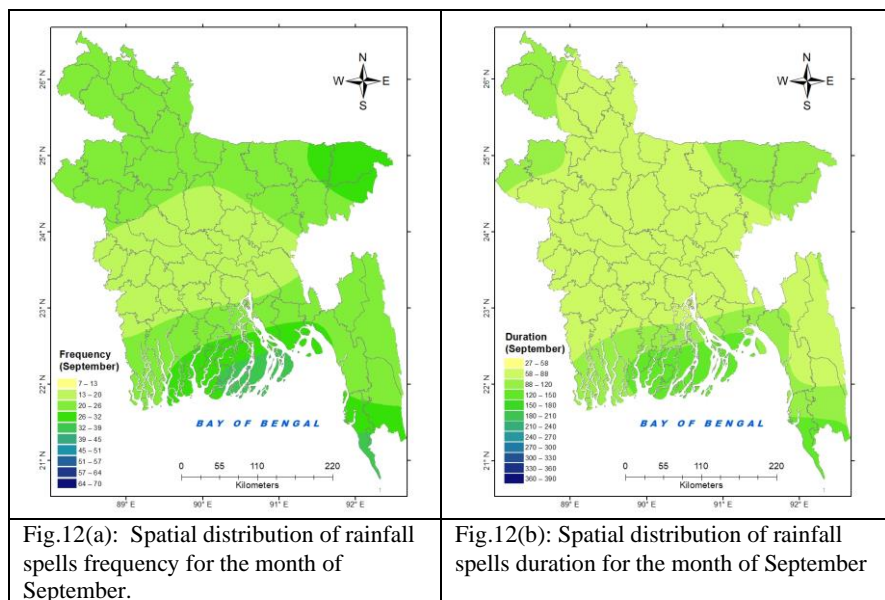 N
W E
S
26°N
25°N
24°N
23°N
22°N
21°N
Frequency
(September)
7 – 13
13 – 20
20 – 26
26 – 32
32 – 39
39 – 45
45 – 51
51 – 57
57 – 64
64 – 70
BAY OF BENGAL
0 55 110 220
Kilometers
89°E 90°E 91°E 92°E
N
W E
S
26°N
25°N
24°N
23°N
22°N
21°N
Duration
(September)
27 – 58
58 – 88
88 – 120
120 – 150
150 – 180
180 – 210
210 – 240
240 – 270
270 – 300
300 – 330
330 – 360
360 – 390
BAY OF BENGAL
0 55 110 220
Kilometers
89°E 90°E 91°E 92°E
Fig.12(a): Spatial distribution of rainfall
spells frequency for the month of
September.
Fig.12(b): Spatial distribution of rainfall
spells duration for the month of September